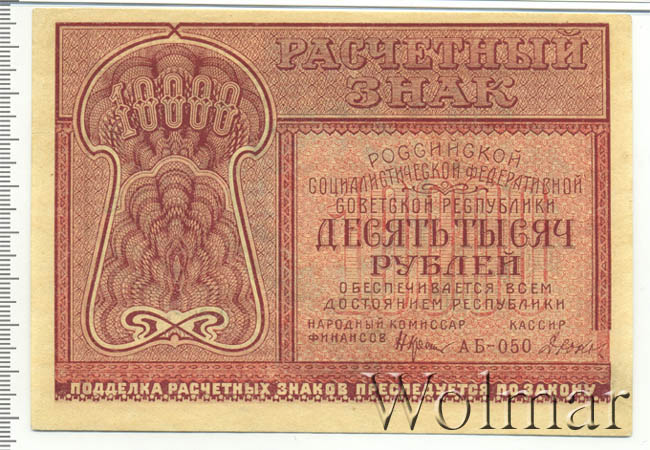 10000
РАСЧЕТНЫЙ
ЗНАК
РОССИЙСКОЙ
СОЦИАЛИСТИЧЕСКОЙ ФЕДЕРАТИВНОЙ
СОВЕТСКОЙ РЕСПУБЛИКИ
ДЕСЯТЬ ТЫСЯЧ
РУБЛЕЙ
ОБЕСПЕЧИВАЕТСЯ ВСЕМ
ДОСТОЯНИЕМ РЕСПУБЛИКИ
НАРОДНЫЙ КОМИССАР КАССИР
ФИНАНСОВ АБ-050
ПОДДЕЛКА РАСЧЕТНЫХ ЗНАКОВ ПРЕСЛЕДУЕТСЯ ПО ЗАКОНУ
Wolmar